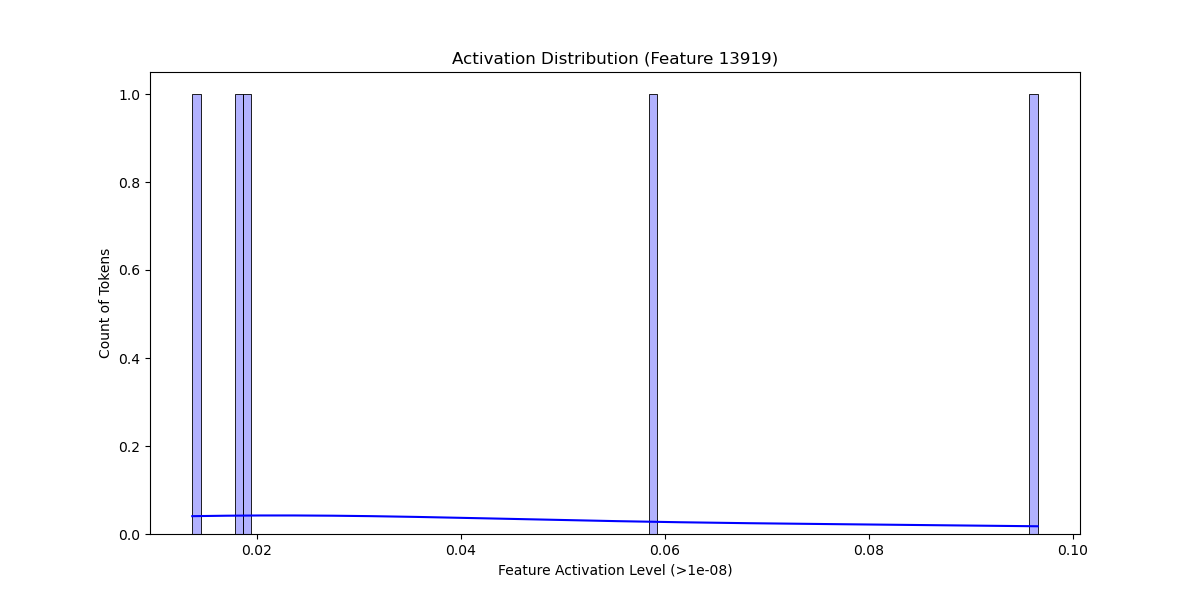 Activation Distribution (Feature 13919)
1.0
0.8
0.6
0.4
0.2
0.0
Count of Tokens
0.02 0.04 0.06 0.08 0.10
Feature Activation Level (>1e-08)